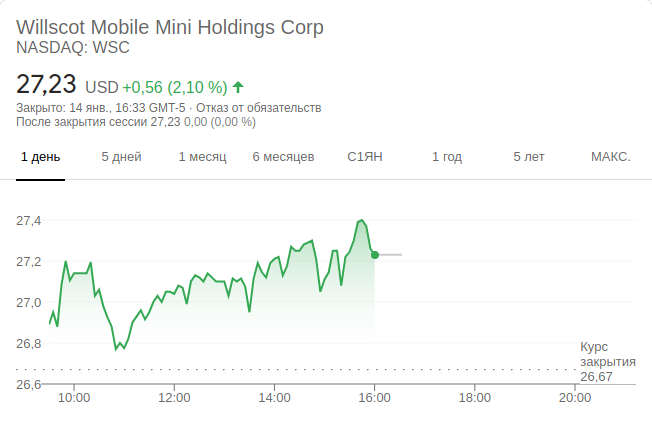 Willscot Mobile Mini Holdings Corp
NASDAQ: WSC
27,23 USD +0,56 (2,10 %)
Закрыто: 14 янв., 16:33 GMT-5 · Отказ от обязательств
После закрытия сессии 27,23 0,00 (0,00 %)
1 день 5 дней 1 месяц 6 месяцев С1ЯН 1 год 5 лет МАКС.
27,4
27,2
27,0
26,8
Курс
закрытия
26,67
26,6
10:00 12:00 14:00 16:00 18:00 20:00